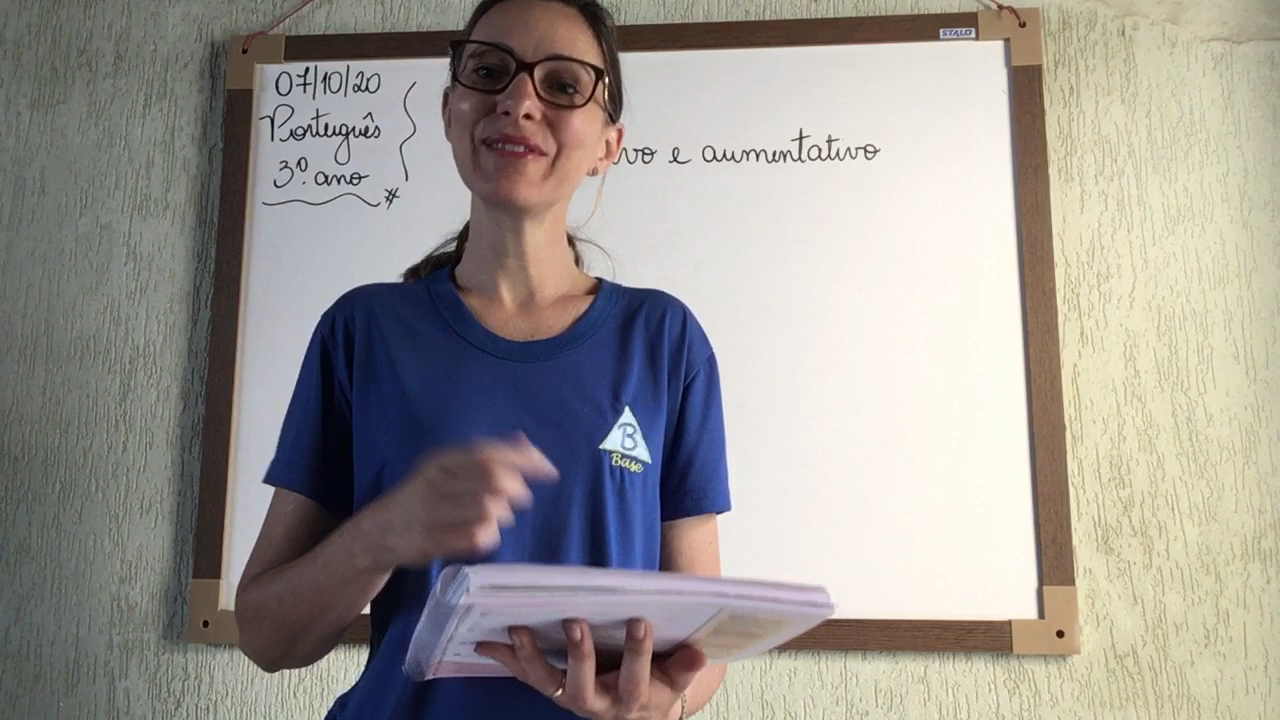 STALO
07/10/20
Português
3º. ano
#
vo e aumentativo
B
Base